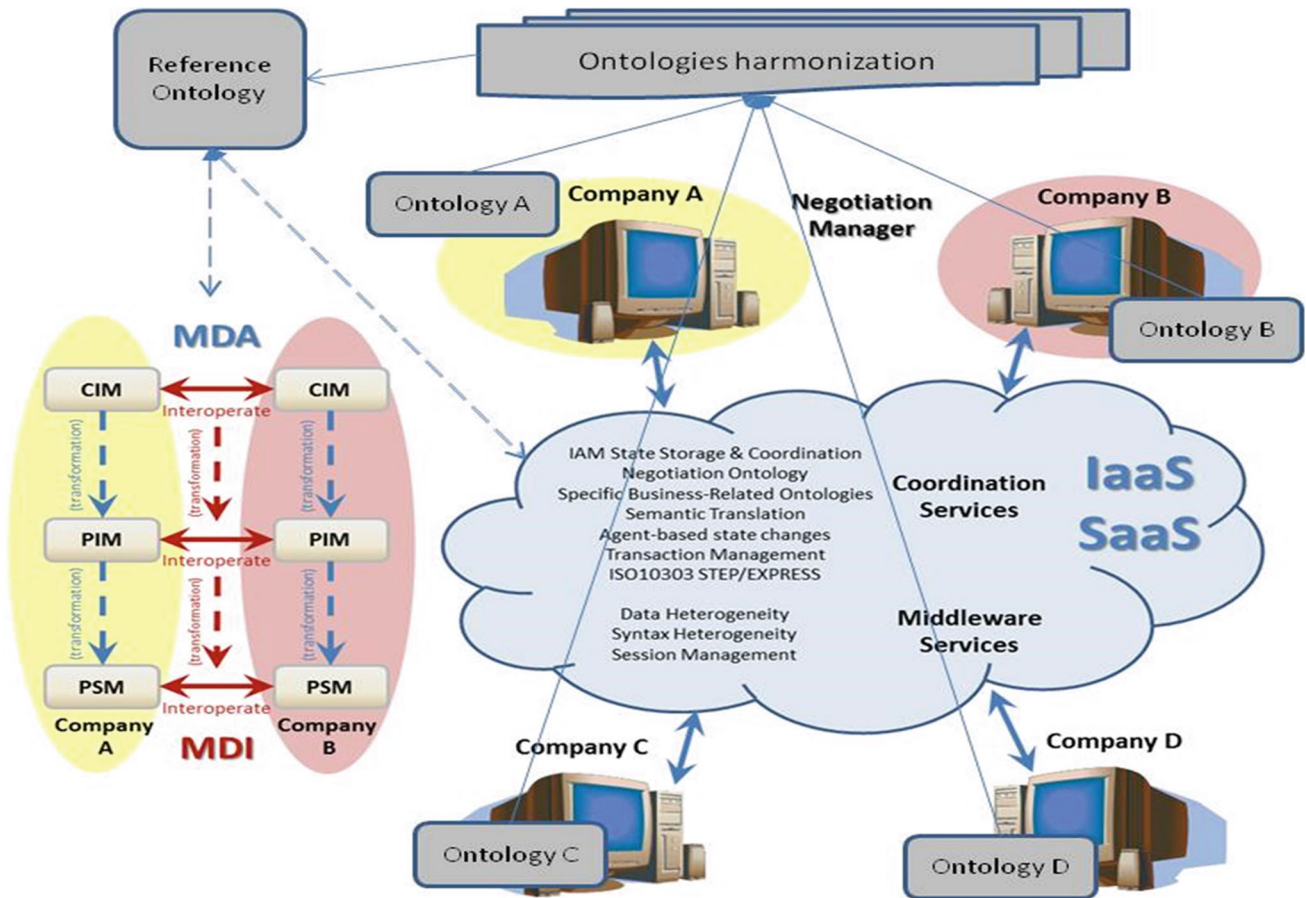 Reference
Ontology
Ontologies harmonization
Ontology A
Company A
Negotiation
Manager
Company B
Ontology B
MDA
CIM
CIM
Interoperate
(transformation)
(transformation)
(transformation)
PIM
PIM
Interoperate
(transformation)
(transformation)
(transformation)
PSM
PSM
Interoperate
Company
A
Company
B
MDI
IAM State Storage & Coordination
Negotiation Ontology
Specific Business-Related Ontologies
Semantic Translation
Agent-based state changes
Transaction Management
ISO10303 STEP/EXPRESS
Coordination
Services
IaaS
SaaS
Data Heterogeneity
Syntax Heterogeneity
Session Management
Middleware
Services
Company C
Ontology C
Company D
Ontology D